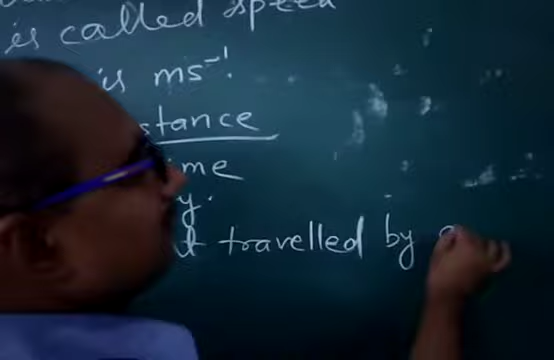 is called speed
is ms⁻¹.
stance
me
y.
travelled by